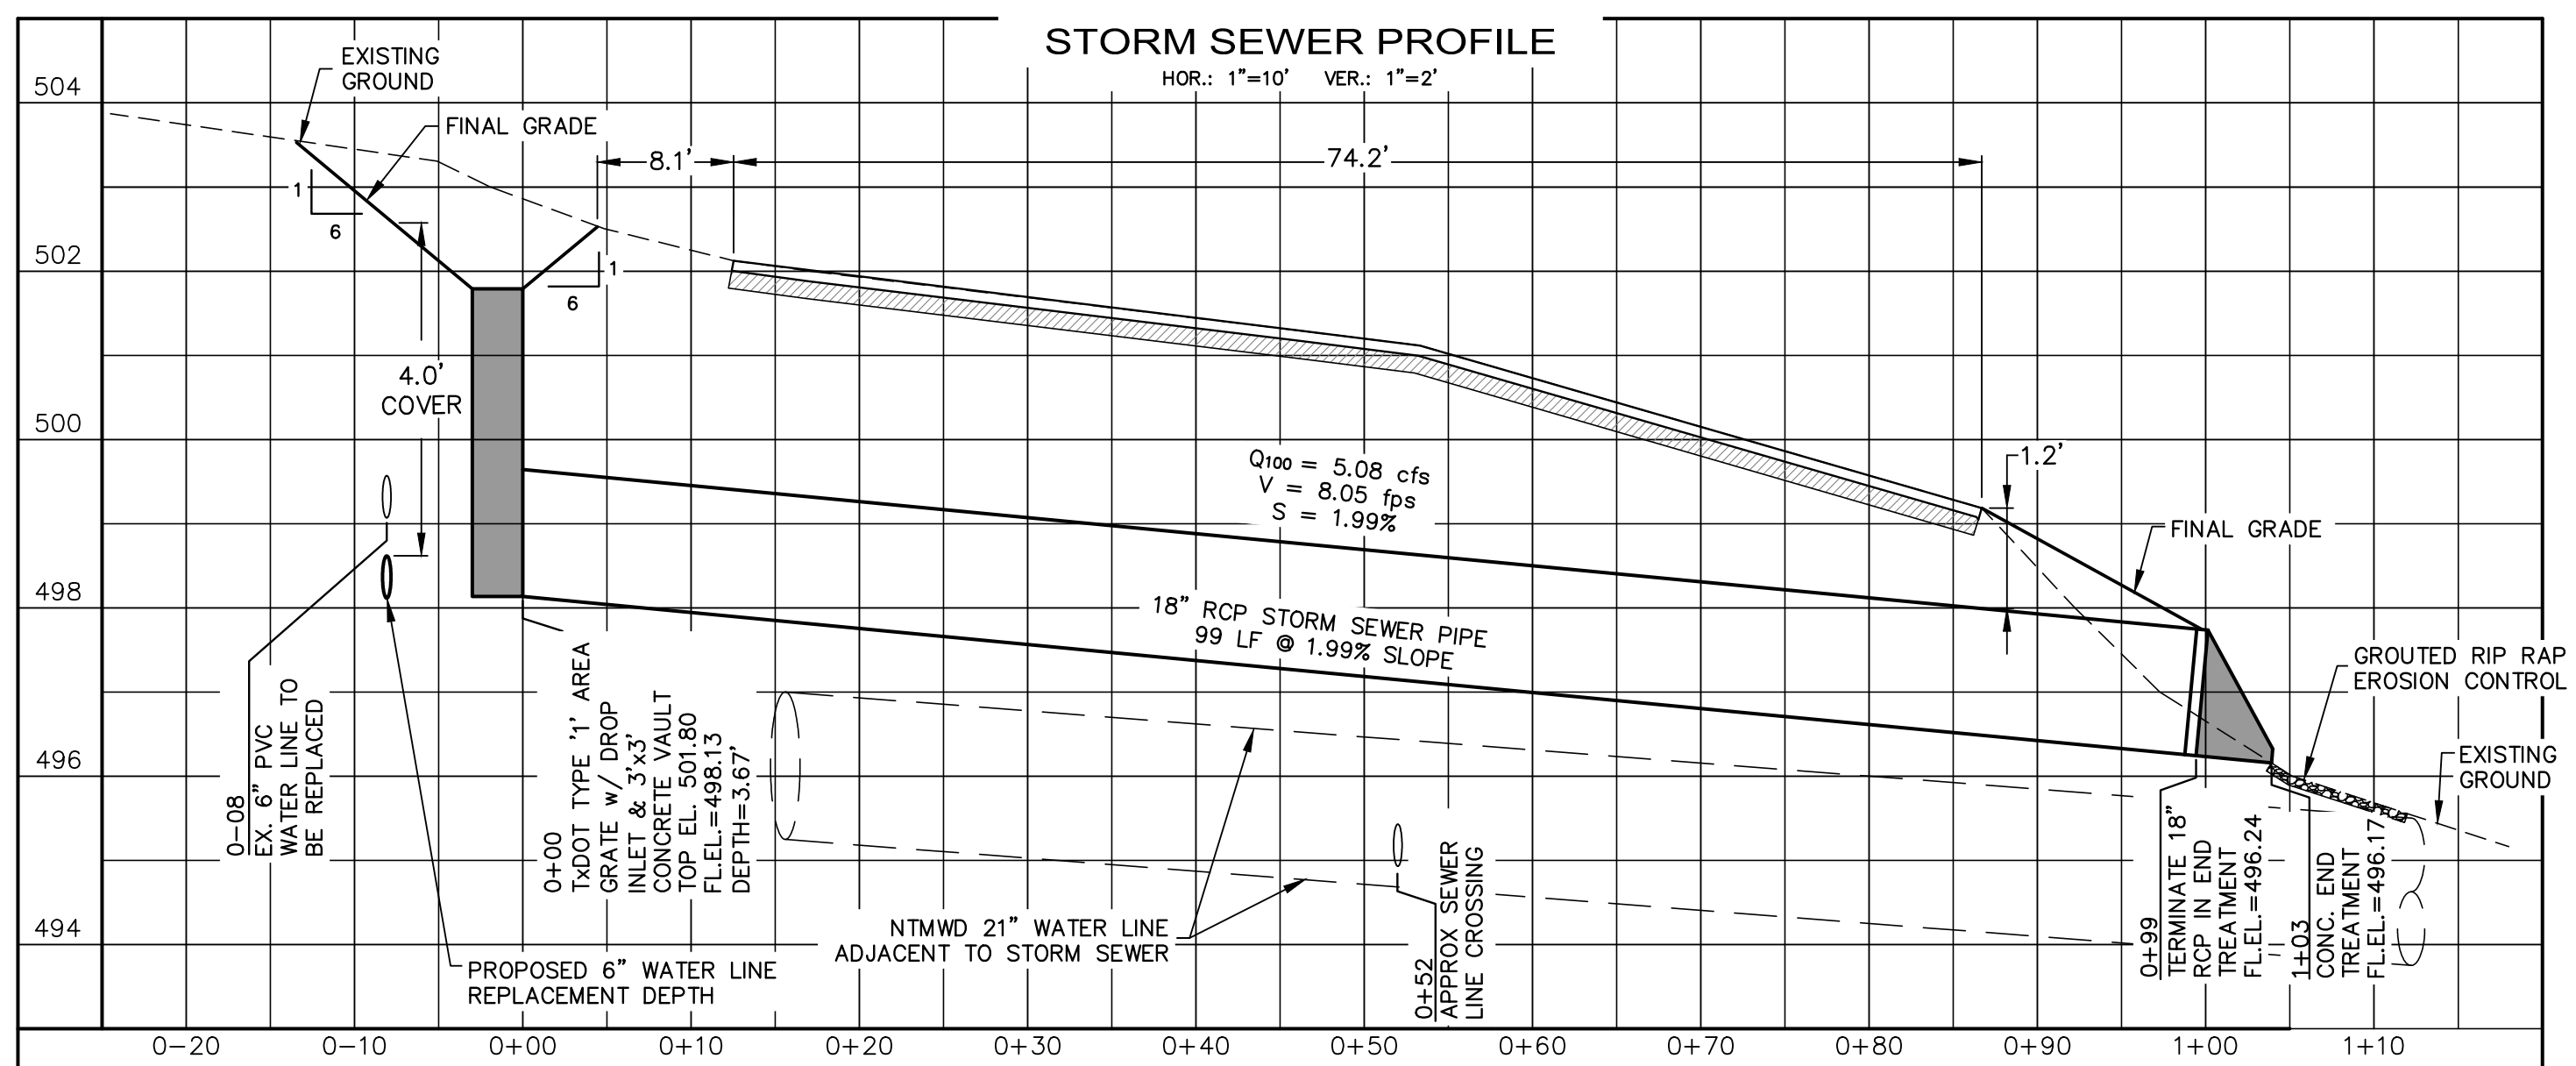 STORM SEWER PROFILE
HOR.: 1"=10' VER.: 1"=2'
504
502
500
498
496
494
EXISTING
GROUND
FINAL GRADE
1
6
8.1'
74.2'
1
6
4.0'
COVER
Q100 = 5.08 cfs
V = 8.05 fps
S = 1.99%
1.2'
FINAL GRADE
18" RCP STORM SEWER PIPE
99 LF @ 1.99% SLOPE
GROUTED RIP RAP
EROSION CONTROL
EXISTING
GROUND
0-08
EX. 6" PVC
WATER LINE TO
BE REPLACED
0+00
TxDOT TYPE '1' AREA
GRATE w/ DROP
INLET & 3'x3'
CONCRETE VAULT
TOP EL. 501.80
FL.EL.=498.13
DEPTH=3.67'
PROPOSED 6" WATER LINE
REPLACEMENT DEPTH
NTMWD 21" WATER LINE
ADJACENT TO STORM SEWER
0+52
APPROX SEWER
LINE CROSSING
0+99
TERMINATE 18"
RCP IN END
TREATMENT
FL.EL.=496.24
1+03
CONC. END
TREATMENT
FL.EL.=496.17
0-20 0-10 0+00 0+10 0+20 0+30 0+40 0+50 0+60 0+70 0+80 0+90 1+00 1+10